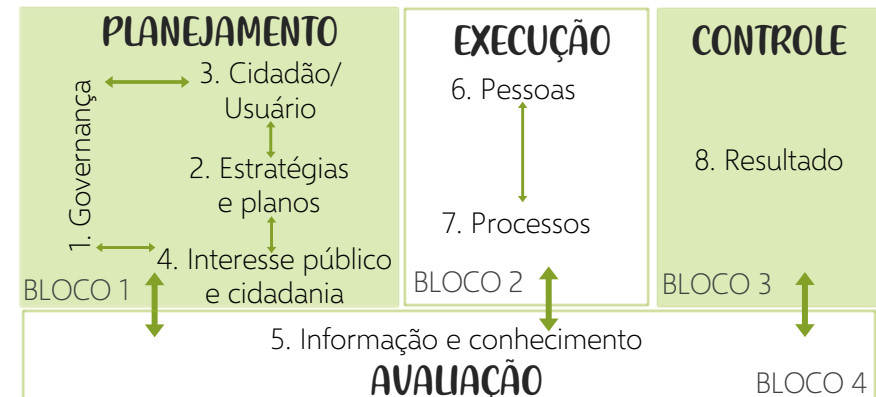 PLANEJAMENTO
1. Governança
3. Cidadão/
Usuário
2. Estratégias
e planos
4. Interesse público
e cidadania
BLOCO 1
EXECUÇÃO
6. Pessoas
7. Processos
BLOCO 2
CONTROLE
8. Resultado
BLOCO 3
5. Informação e conhecimento
AVALIAÇÃO
BLOCO 4